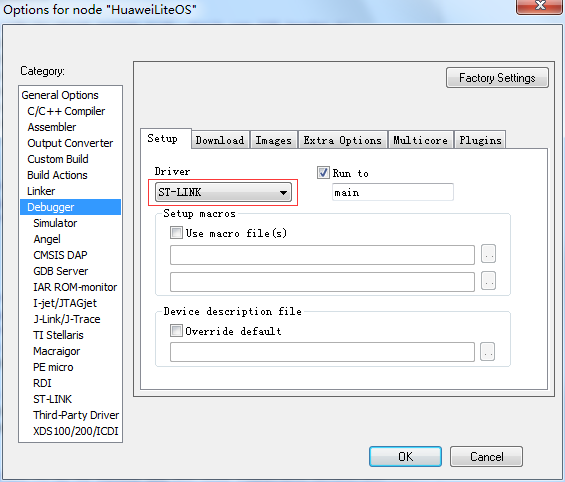 Options for node "HuaweiLiteOS"
Category:
Factory Settings
General Options
C/C++ Compiler
Assembler
Output Converter
Custom Build
Build Actions
Linker
Debugger
Simulator
Angel
CMSIS DAP
GDB Server
IAR ROM-monitor
I-jet/JTAGjet
J-Link/J-Trace
TI Stellaris
Macraigor
PE micro
RDI
ST-LINK
Third-Party Driver
XDS100/200/ICDI
Setup Download Images Extra Options Multicore Plugins
Driver
ST-LINK
Run to
main
Setup macros
Use macro file(s)
..
..
Device description file
Override default
..
OK Cancel